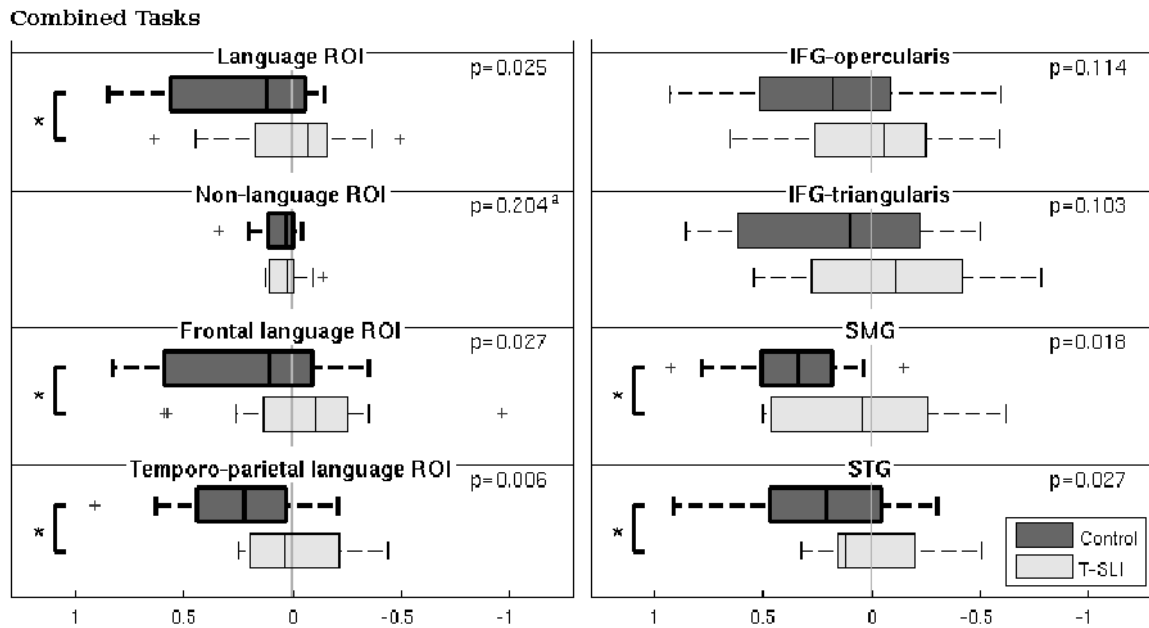 Combined Tasks
Language ROI
p=0.025
*
Non-language ROI
p=0.204a
Frontal language ROI
p=0.027
*
Temporo-parietal language ROI
p=0.006
*
1 0.5 0 -0.5 -1
IFG-opercularis
p=0.114
IFG-triangularis
p=0.103
SMG
p=0.018
*
STG
p=0.027
*
Control
T-SLI
1 0.5 0 -0.5 -1